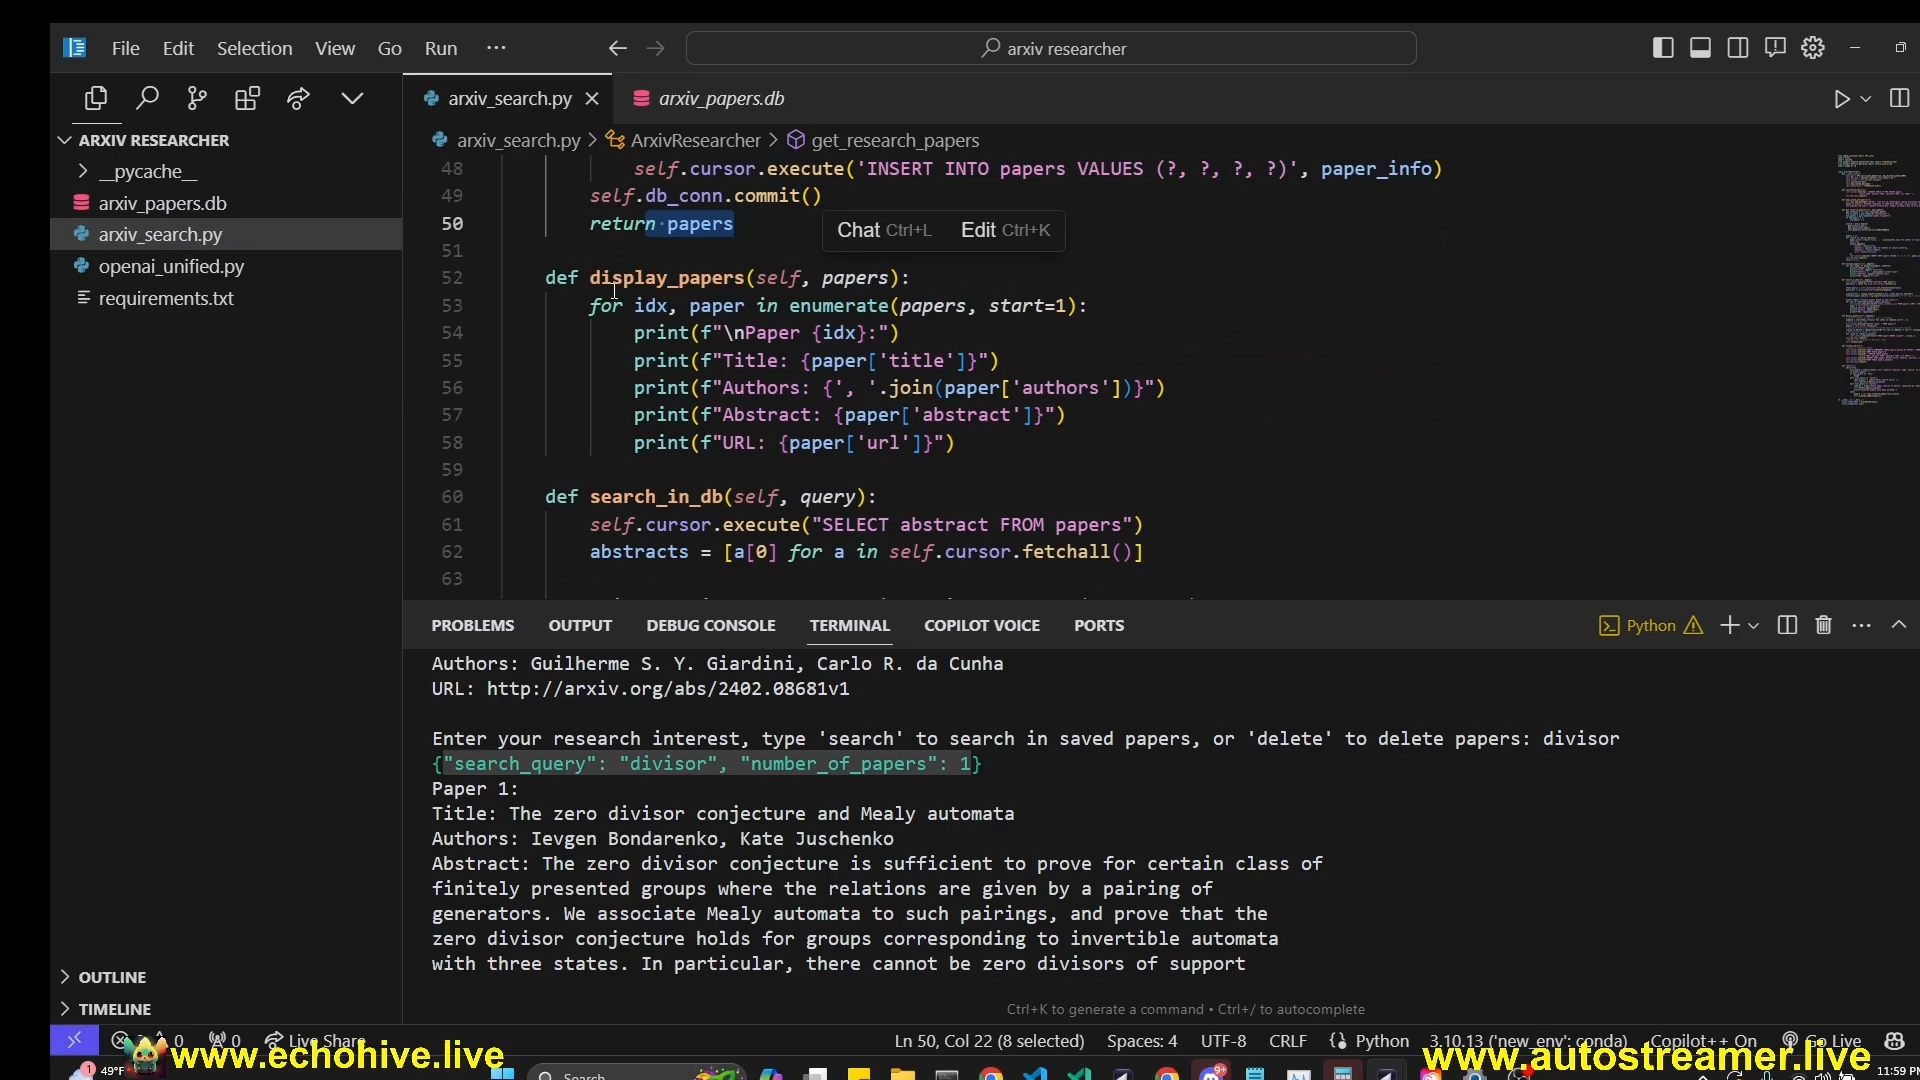 File Edit Selection View Go Run ···
arxiv researcher
ARXIV RESEARCHER
__pycache__
arxiv_papers.db
arxiv_search.py
openai_unified.py
requirements.txt
OUTLINE
TIMELINE
arxiv_search.py
arxiv_papers.db
arxiv_search.py > ArxivResearcher > get_research_papers
48 self.cursor.execute('INSERT INTO papers VALUES (?, ?, ?, ?)', paper_info)
49 self.db_conn.commit()
50 return papers
Chat Ctrl+L Edit Ctrl+K
51
52 def display_papers(self, papers):
53 for idx, paper in enumerate(papers, start=1):
54 print(f"\nPaper {idx}:")
55 print(f"Title: {paper['title']}")
56 print(f"Authors: {', '.join(paper['authors'])}")
57 print(f"Abstract: {paper['abstract']}")
58 print(f"URL: {paper['url']}")
59
60 def search_in_db(self, query):
61 self.cursor.execute("SELECT abstract FROM papers")
62 abstracts = [a[0] for a in self.cursor.fetchall()]
63
PROBLEMS OUTPUT DEBUG CONSOLE TERMINAL COPILOT VOICE PORTS
Python
Authors: Guilherme S. Y. Giardini, Carlo R. da Cunha
URL: http://arxiv.org/abs/2402.08681v1
Enter your research interest, type 'search' to search in saved papers, or 'delete' to delete papers: divisor
{"search_query": "divisor", "number_of_papers": 1}
Paper 1:
Title: The zero divisor conjecture and Mealy automata
Authors: Ievgen Bondarenko, Kate Juschenko
Abstract: The zero divisor conjecture is sufficient to prove for certain class of
finitely presented groups where the relations are given by a pairing of
generators. We associate Mealy automata to such pairings, and prove that the
zero divisor conjecture holds for groups corresponding to invertible automata
with three states. In particular, there cannot be zero divisors of support
Ctrl+K to generate a command • Ctrl+/ to autocomplete
0 0 Live Share
Ln 50, Col 22 (8 selected) Spaces: 4 UTF-8 CRLF Python 3.10.13 ('new_env': conda) Copilot++ On Go Live
www.echohive.live
www.autostreamer.live
1 49°F
Search
9+
11:59 PM